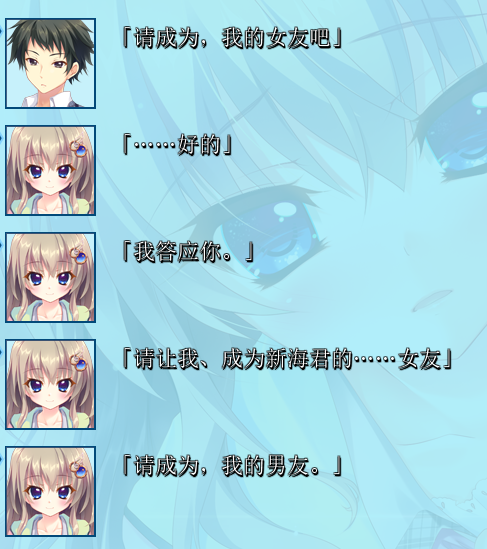 「请成为，我的女友吧」
「……好的」
「我答应你。」
「请让我、成为新海君的……女友」
「请成为，我的男友。」